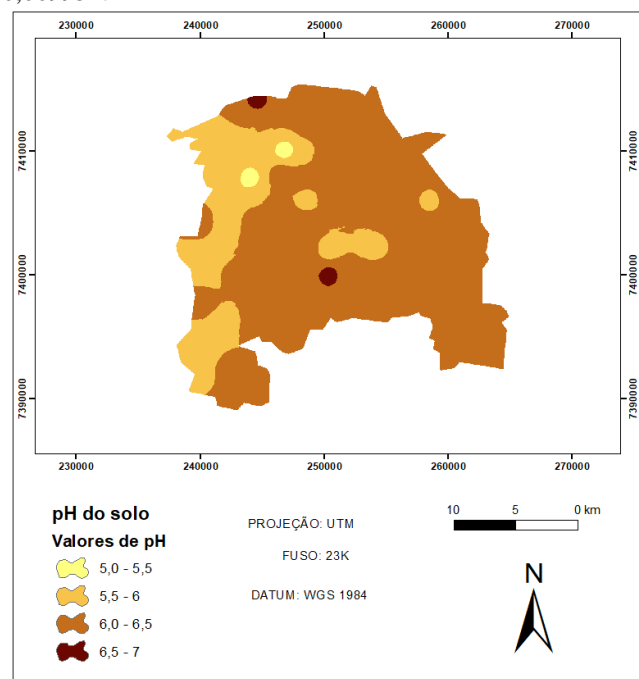 230000 240000 250000 260000 270000
7410000 7410000
7400000 7400000
7390000 7390000
230000 240000 250000 260000 270000
pH do solo
Valores de pH
5,0 - 5,5
5,5 - 6
6,0 - 6,5
6,5 - 7
PROJEÇÃO: UTM
FUSO: 23K
DATUM: WGS 1984
10 5 0 km
N